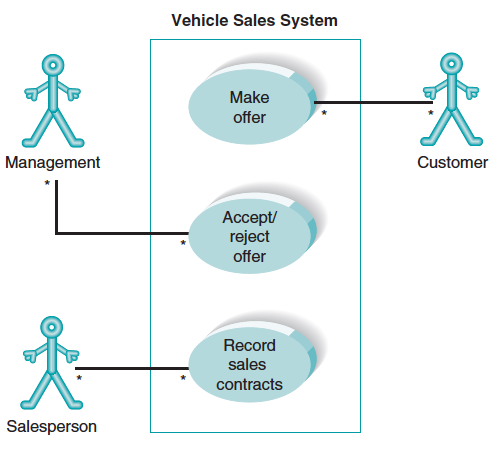 Vehicle Sales System
Make
offer
*
*
Management
Customer
*
Accept/
reject
offer
*
Record
sales
contracts
*
*
Salesperson